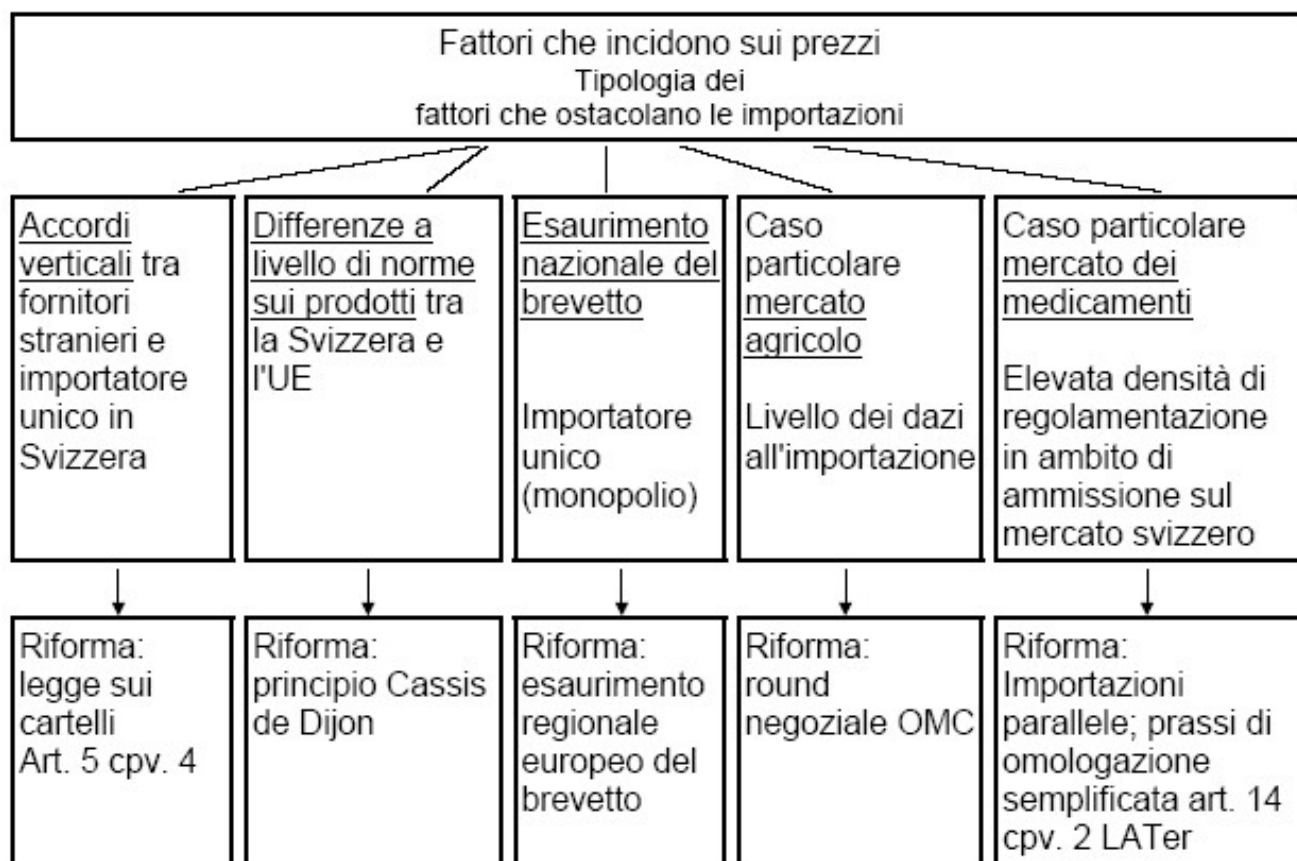 Fattori che incidono sui prezzi
Tipologia dei
fattori che ostacolano le importazioni
Accordi
verticali tra
fornitori
stranieri e
importatore
unico in
Svizzera
Differenze a
livello di norme
sui prodotti tra
la Svizzera e
l'UE
Esaurimento
nazionale del
brevetto
Importatore
unico
(monopolio)
Caso
particolare
mercato
agricolo
Livello dei dazi
all'importazione
Caso particolare
mercato dei
medicamenti
Elevata densità di
regolamentazione
in ambito di
ammissione sul
mercato svizzero
Riforma:
legge sui
cartelli
Art. 5 cpv. 4
Riforma:
principio Cassis
de Dijon
Riforma:
esaurimento
regionale
europeo del
brevetto
Riforma:
round
negoziale OMC
Riforma:
Importazioni
parallele; prassi di
omologazione
semplificata art. 14
cpv. 2 LATer